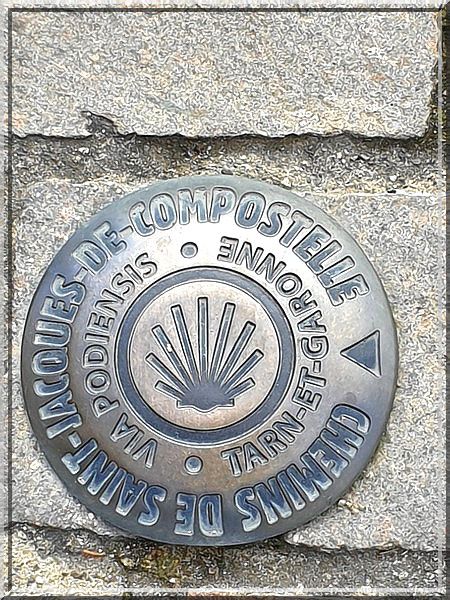 CHEMINS DE SAINT-JACQUES-DE-COMPOSTELLE
VIA PODIENSIS
TARN-ET-GARONNE